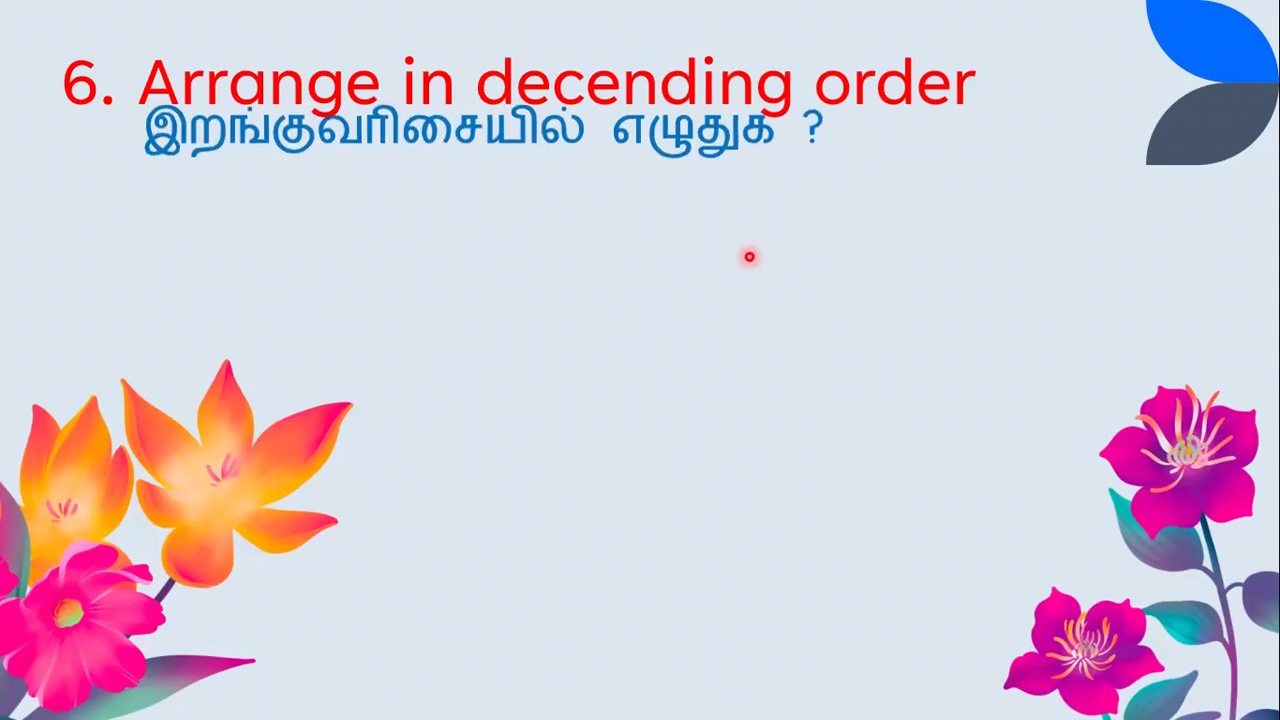 6. Arrange in decending order
இறங்குவரிசையில் எழுதுக ?